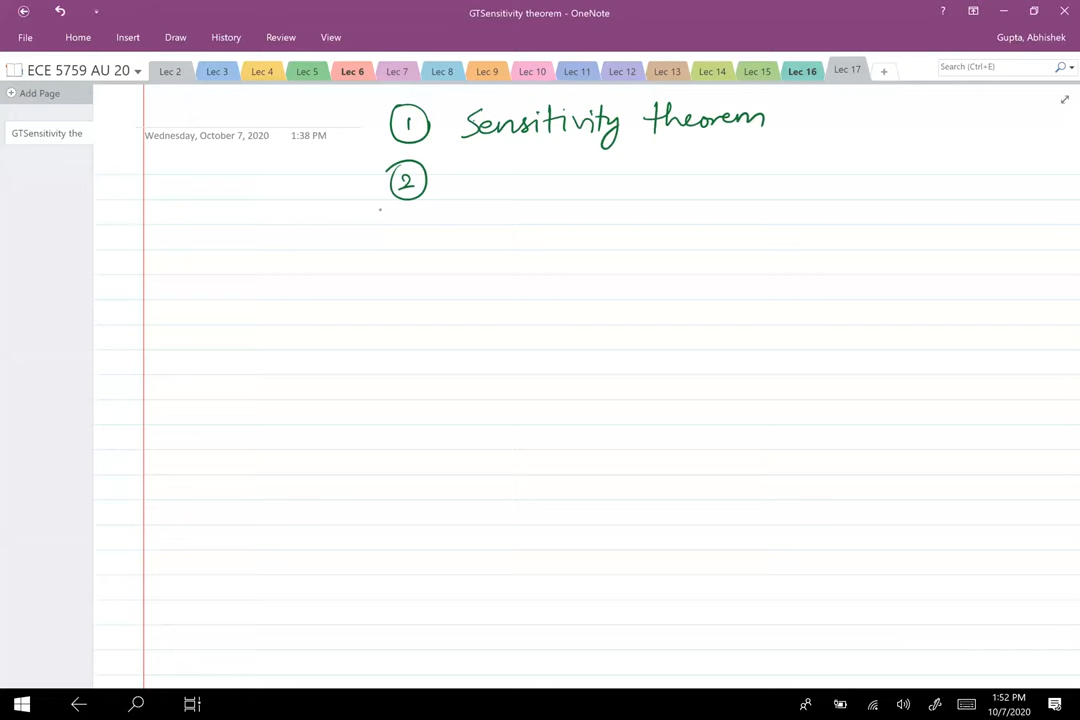 GTSensitivity theorem - OneNote
?
File Home Insert Draw History Review View Gupta, Abhishek
ECE 5759 AU 20 Lec 2 Lec 3 Lec 4 Lec 5 Lec 6 Lec 7 Lec 8 Lec 9 Lec 10 Lec 11 Lec 12 Lec 13 Lec 14 Lec 15 Lec 16 Lec 17 + Search (Ctrl+E)
+ Add Page
GTSensitivity the
Wednesday, October 7, 2020 1:38 PM
1 Sensitivity theorem
2
1:52 PM
10/7/2020